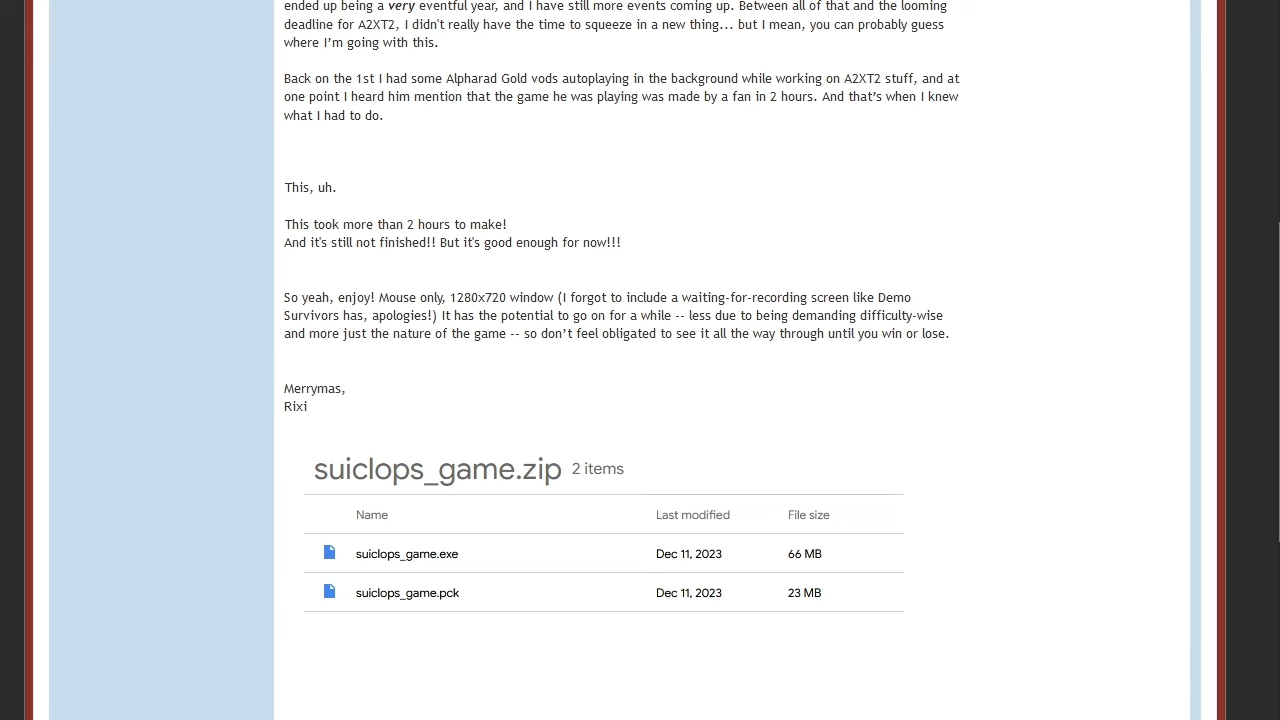 ended up being a very eventful year, and I have still more events coming up. Between all of that and the looming
deadline for A2XT2, I didn't really have the time to squeeze in a new thing... but I mean, you can probably guess
where I’m going with this.
Back on the 1st I had some Alpharad Gold vods autoplaying in the background while working on A2XT2 stuff, and at
one point I heard him mention that the game he was playing was made by a fan in 2 hours. And that’s when I knew
what I had to do.
This, uh.
This took more than 2 hours to make!
And it's still not finished!! But it's good enough for now!!!
So yeah, enjoy! Mouse only, 1280x720 window (I forgot to include a waiting-for-recording screen like Demo
Survivors has, apologies!) It has the potential to go on for a while -- less due to being demanding difficulty-wise
and more just the nature of the game -- so don’t feel obligated to see it all the way through until you win or lose.
Merrymas,
Rixi
suiclops_game.zip 2 items
Name Last modified File size
suiclops_game.exe Dec 11, 2023 66 MB
suiclops_game.pck Dec 11, 2023 23 MB